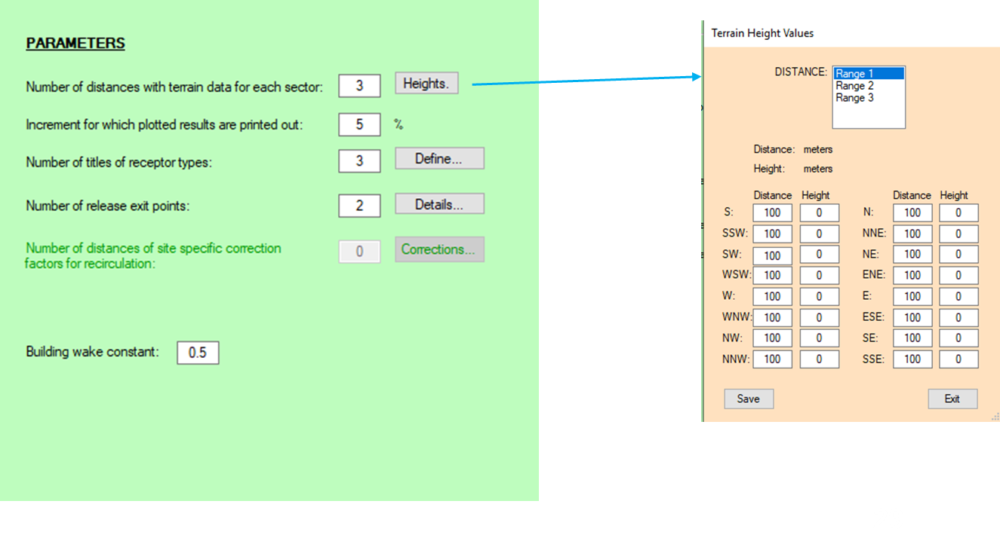 PARAMETERS
Number of distances with terrain data for each sector: 3 Heights.
Increment for which plotted results are printed out: 5 %
Number of titles of receptor types: 3 Define...
Number of release exit points: 2 Details...
Number of distances of site specific correction
factors for recirculation: 0 Corrections...
Building wake constant: 0.5
Terrain Height Values
DISTANCE: Range 1
Range 2
Range 3
Distance: meters
Height: meters
Distance Height Distance Height
S: 100 0 N: 100 0
SSW: 100 0 NNE: 100 0
SW: 100 0 NE: 100 0
WSW: 100 0 ENE: 100 0
W: 100 0 E: 100 0
WNW: 100 0 ESE: 100 0
NW: 100 0 SE: 100 0
NNW: 100 0 SSE: 100 0
Save Exit